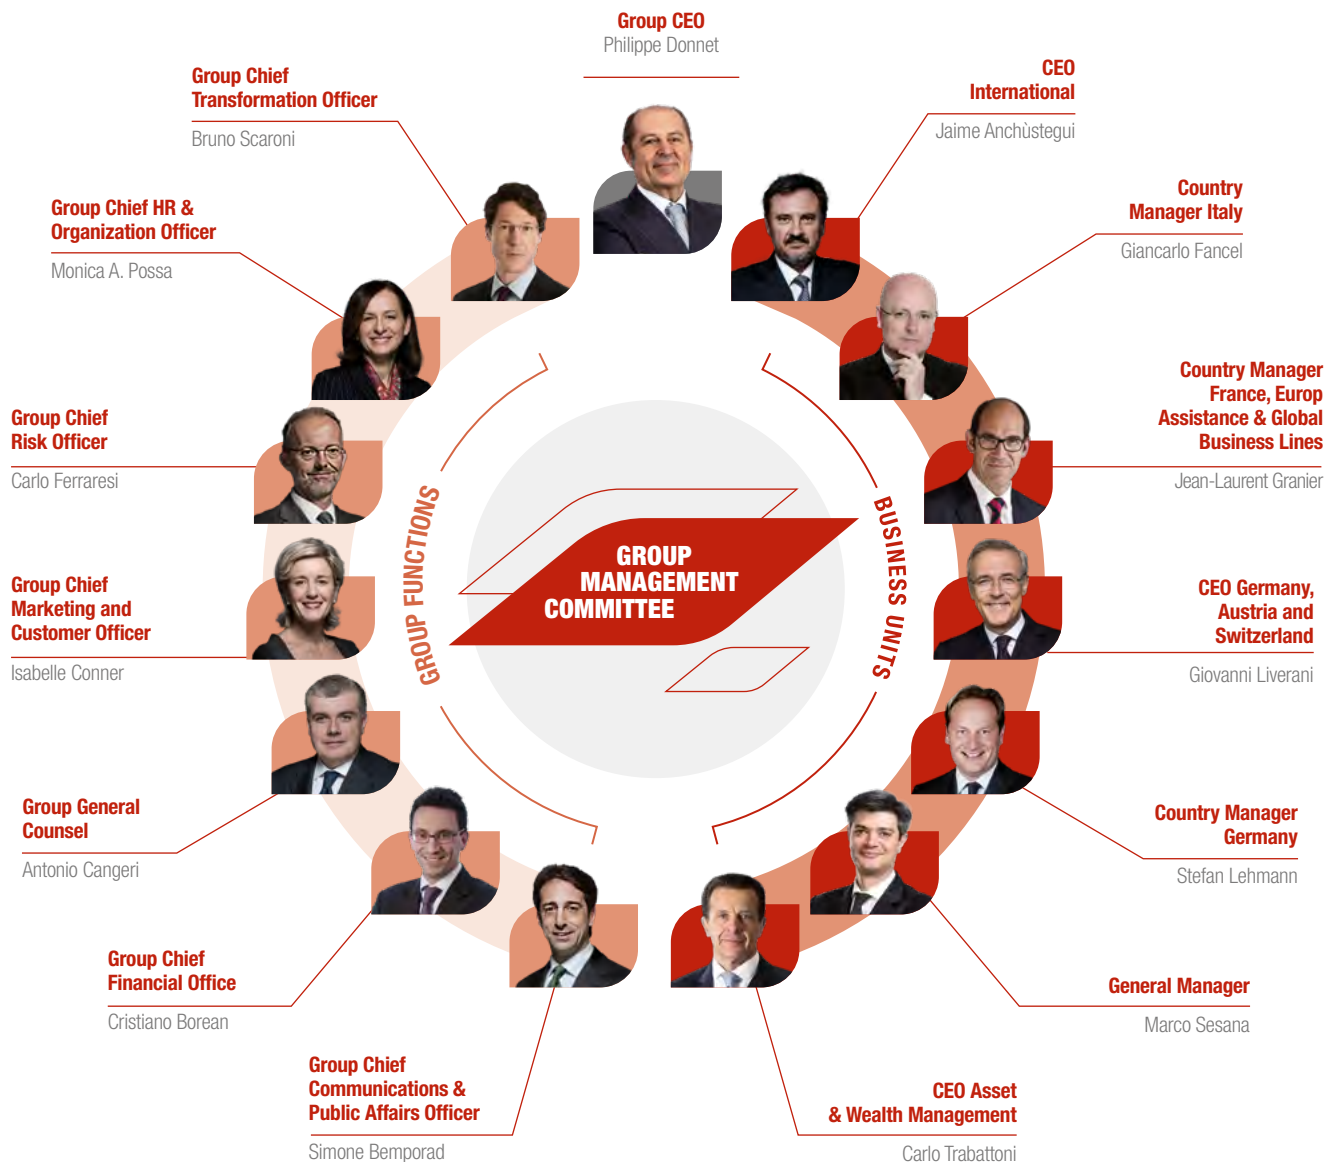 Group CEO
Philippe Donnet
Group Chief
Transformation Officer
Bruno Scaroni
CEO
International
Jaime Anchùstegui
Group Chief HR &
Organization Officer
Monica A. Possa
Country
Manager Italy
Giancarlo Fancel
Group Chief
Risk Officer
Carlo Ferraresi
Country Manager
France, Europ
Assistance & Global
Business Lines
Jean-Laurent Granier
GROUP FUNCTIONS
GROUP
MANAGEMENT
COMMITTEE
BUSINESS UNITS
Group Chief
Marketing and
Customer Officer
Isabelle Conner
CEO Germany,
Austria and
Switzerland
Giovanni Liverani
Group General
Counsel
Antonio Cangeri
Country Manager
Germany
Stefan Lehmann
Group Chief
Financial Office
Cristiano Borean
General Manager
Marco Sesana
Group Chief
Communications &
Public Affairs Officer
Simone Bemporad
CEO Asset
& Wealth Management
Carlo Trabattoni